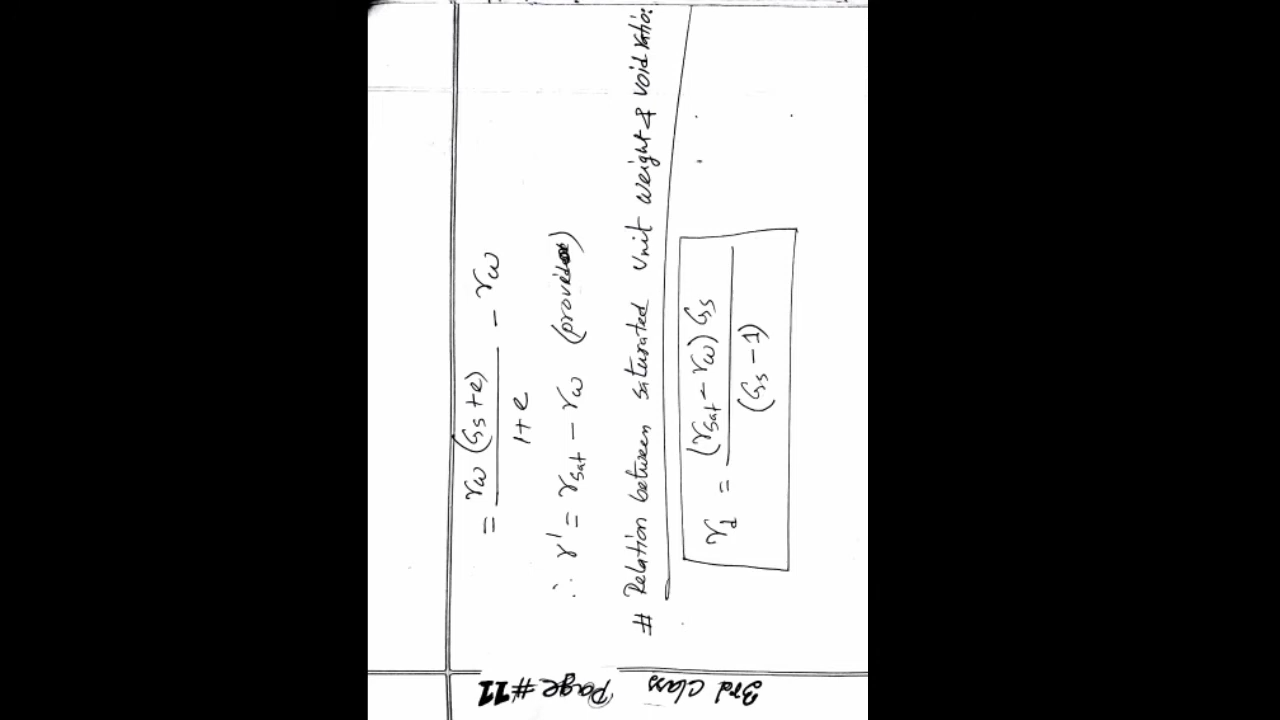 = γw (Gs+e) / 1+e - γw
∴ γ' = γsat - γw (proved)
# Relation between saturated unit weight & void ratio:
γd = (γsat - γw) Gs / (Gs - 1)
3rd class Page #11